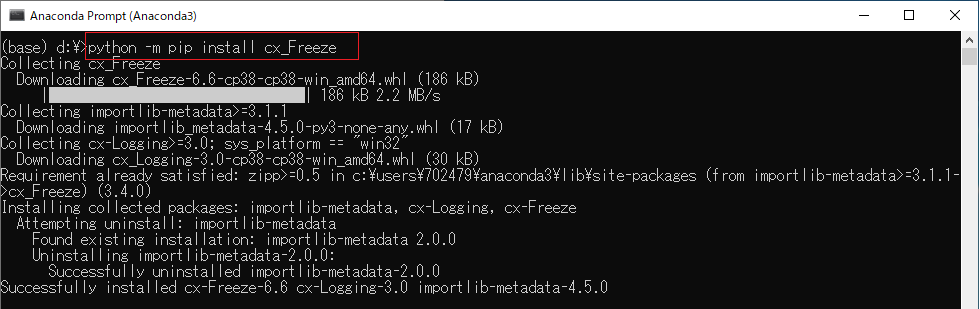 Anaconda Prompt (Anaconda3)
(base) d:¥>python -m pip install cx_Freeze
Collecting cx_Freeze
Downloading cx_Freeze-6.6-cp38-cp38-win_amd64.whl (186 kB)
|████████████████████████████████| 186 kB 2.2 MB/s
Collecting importlib-metadata>=3.1.1
Downloading importlib_metadata-4.5.0-py3-none-any.whl (17 kB)
Collecting cx-Logging>=3.0; sys_platform == "win32"
Downloading cx_Logging-3.0-cp38-cp38-win_amd64.whl (30 kB)
Requirement already satisfied: zipp>=0.5 in c:¥users¥702479¥anaconda3¥lib¥site-packages (from importlib-metadata>=3.1.1-
>cx_Freeze) (3.4.0)
Installing collected packages: importlib-metadata, cx-Logging, cx-Freeze
Attempting uninstall: importlib-metadata
Found existing installation: importlib-metadata 2.0.0
Uninstalling importlib-metadata-2.0.0:
Successfully uninstalled importlib-metadata-2.0.0
Successfully installed cx-Freeze-6.6 cx-Logging-3.0 importlib-metadata-4.5.0